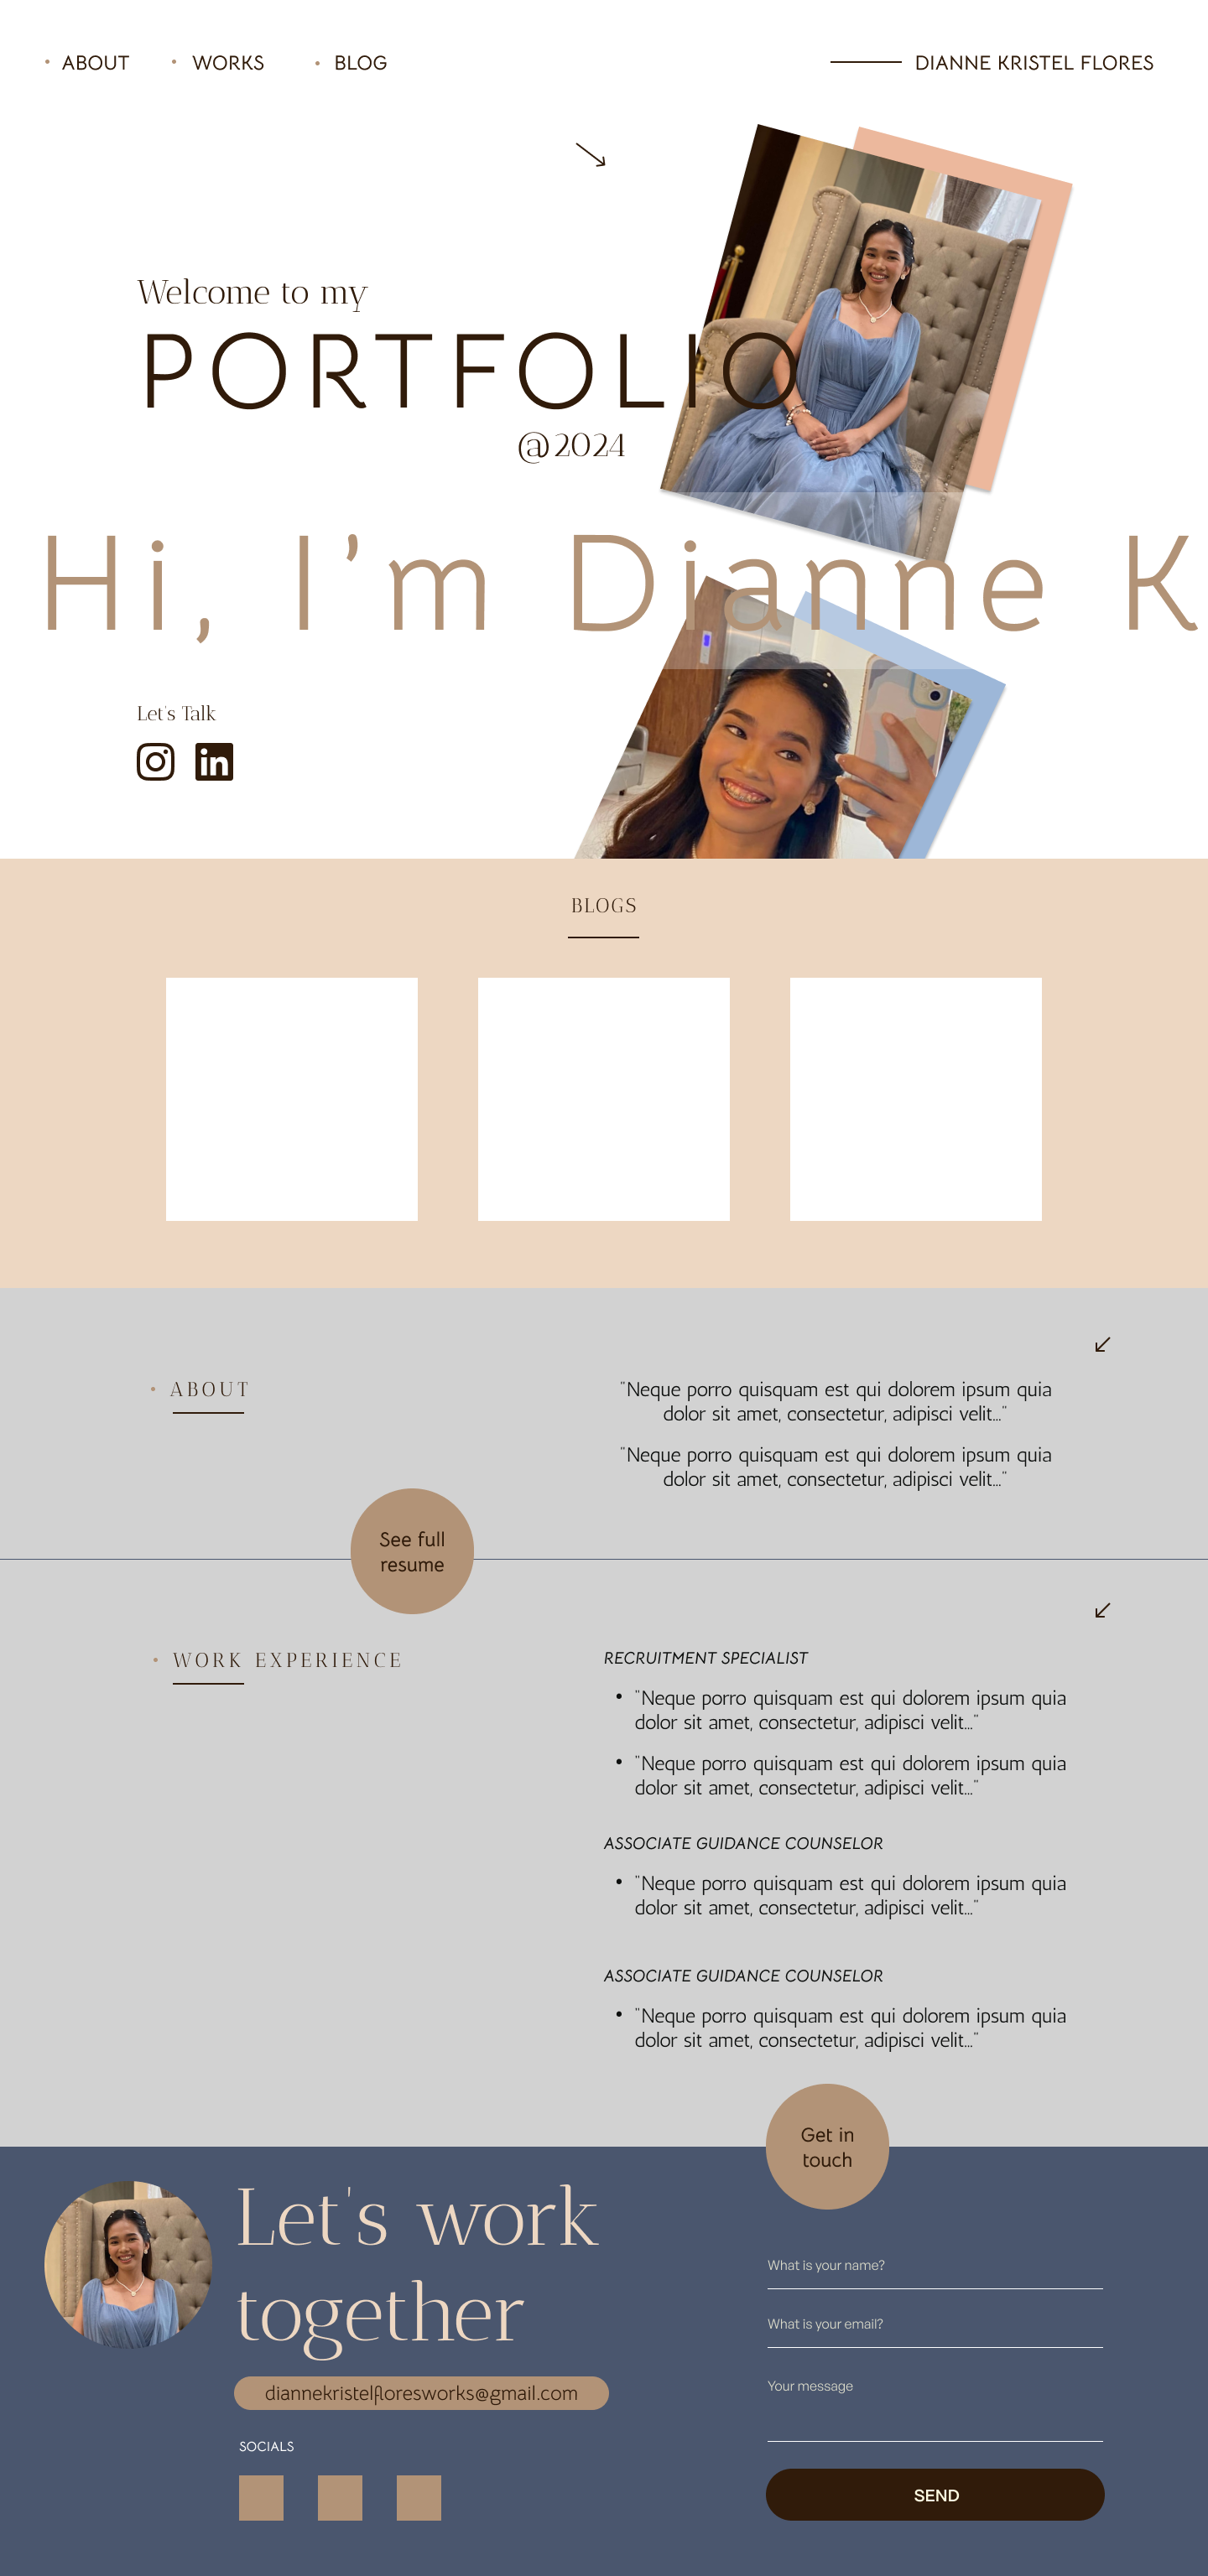 ABOUT
WORKS
BLOG
DIANNE KRISTEL FLORES
Welcome to my
PORTFOLIO
@2024
Hi, I'm Dianne K
Let's Talk
in
BLOGS
ABOUT
"Neque porro quisquam est qui dolorem ipsum quia
dolor sit amet, consectetur, adipisci velit..."
"Neque porro quisquam est qui dolorem ipsum quia
dolor sit amet, consectetur, adipisci velit..."
See full
resume
WORK EXPERIENCE
RECRUITMENT SPECIALIST
• "Neque porro quisquam est qui dolorem ipsum quia
dolor sit amet, consectetur, adipisci velit..."
• "Neque porro quisquam est qui dolorem ipsum quia
dolor sit amet, consectetur, adipisci velit..."
ASSOCIATE GUIDANCE COUNSELOR
• "Neque porro quisquam est qui dolorem ipsum quia
dolor sit amet, consectetur, adipisci velit..."
ASSOCIATE GUIDANCE COUNSELOR
• "Neque porro quisquam est qui dolorem ipsum quia
dolor sit amet, consectetur, adipisci velit..."
Get in
touch
Let's work
together
diannekristelfloresworks@gmail.com
SOCIALS
What is your name?
What is your email?
Your message
SEND